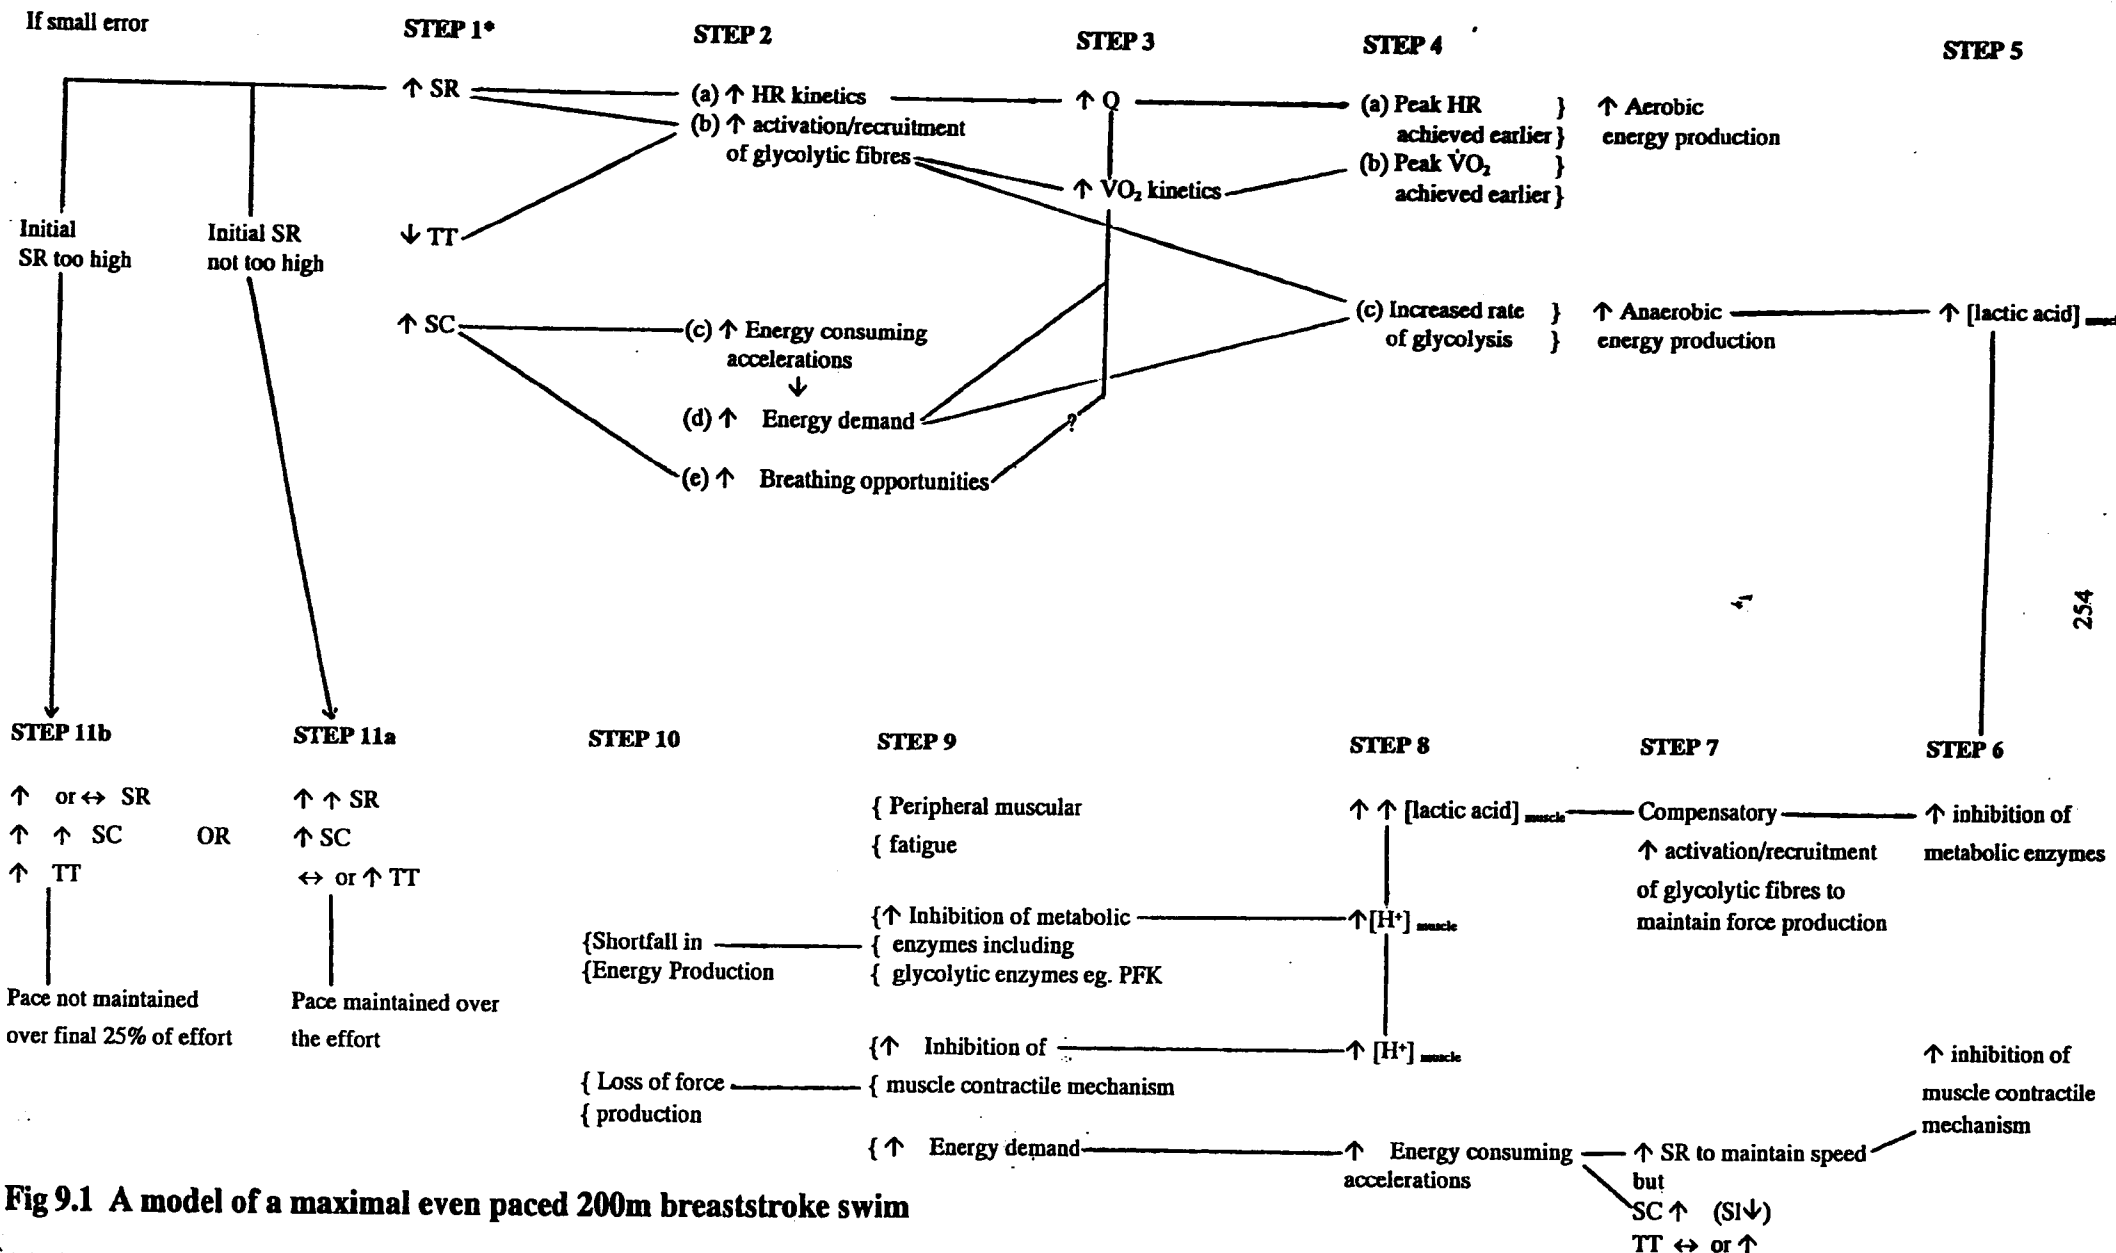 If small error
STEP 1*
STEP 2
STEP 3
STEP 4
STEP 5
↑ SR
(a) ↑ HR kinetics
(b) ↑ activation/recruitment
of glycolytic fibres
↑ Q
(a) Peak HR }
achieved earlier }
↑ Aerobic
energy production
(b) Peak V̇O₂ }
achieved earlier }
↑ VO₂ kinetics
Initial
SR too high
Initial SR
not too high
↓ TT
↑ SC
(c) ↑ Energy consuming
accelerations
↓
(d) ↑ Energy demand
?
(e) ↑ Breathing opportunities
(c) Increased rate }
of glycolysis }
↑ Anaerobic
energy production
↑ [lactic acid]
254
STEP 11b
STEP 11a
STEP 10
STEP 9
STEP 8
STEP 7
STEP 6
↑ or ↔ SR
↑ ↑ SC OR
↑ TT
↑ ↑ SR
↑ SC
↔ or ↑ TT
Pace not maintained
over final 25% of effort
Pace maintained over
the effort
{Shortfall in
{Energy Production
{ Loss of force
{ production
{ Peripheral muscular
{ fatigue
{↑ Inhibition of metabolic
{ enzymes including
{ glycolytic enzymes eg. PFK
{↑ Inhibition of
{ muscle contractile mechanism
{↑ Energy demand
↑ ↑ [lactic acid] muscle
↑[H⁺] muscle
↑ [H⁺] muscle
↑ Energy consuming
accelerations
Compensatory
↑ activation/recruitment
of glycolytic fibres to
maintain force production
↑ SR to maintain speed
but
SC ↑ (Sl↓)
TT ↔ or ↑
↑ inhibition of
metabolic enzymes
↑ inhibition of
muscle contractile
mechanism
Fig 9.1 A model of a maximal even paced 200m breaststroke swim